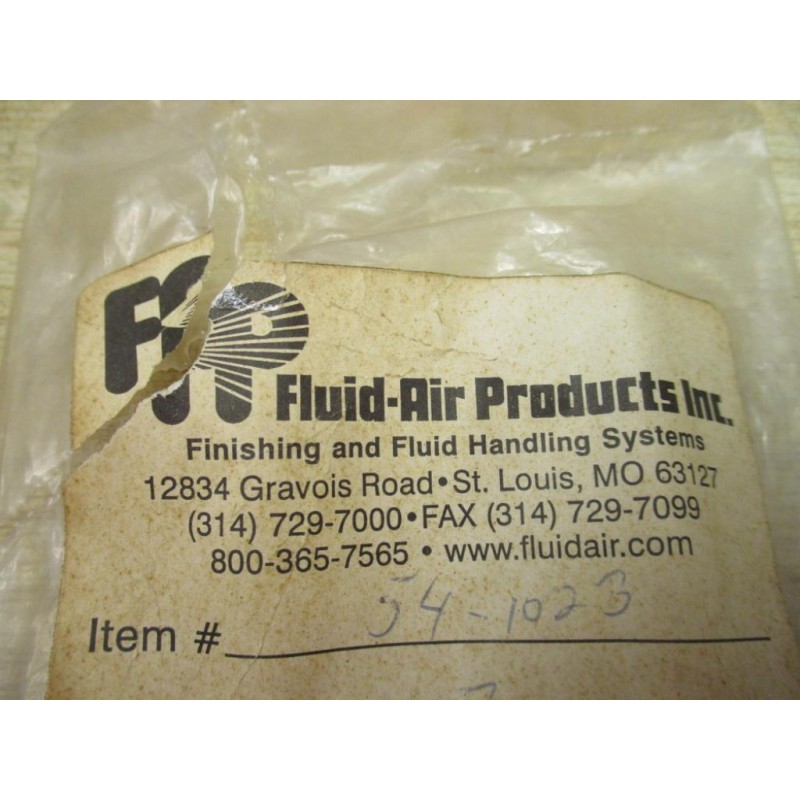 FAP
Fluid-Air Products Inc.
Finishing and Fluid Handling Systems
12834 Gravois Road•St. Louis, MO 63127
(314) 729-7000•FAX (314) 729-7099
800-365-7565 • www.fluidair.com
Item # 54-1023